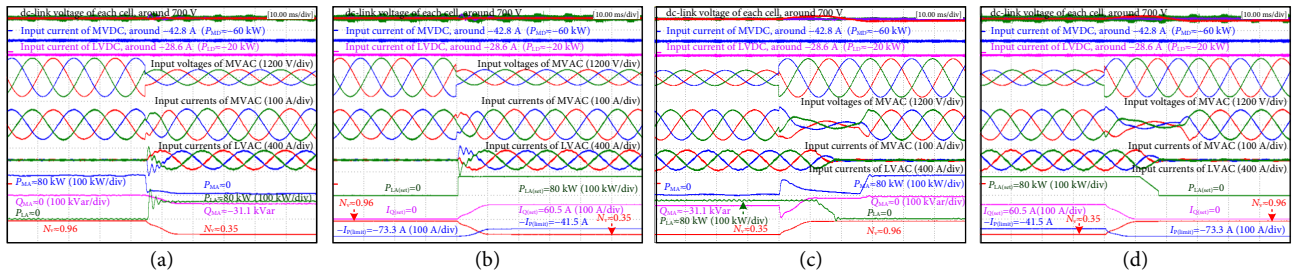 dc-link voltage of each cell, around 700 V
[10.00 ms/div]
Input current of MVDC, around −42.8 A (PMD≈−60 kW)
Input current of LVDC, around −28.6 A (PLD≈−20 kW)
Input voltages of MVAC (1200 V/div)
Input currents of MVAC (100 A/div)
Input currents of LVAC (400 A/div)
PMA≈80 kW (100 kW/div)
PMA≈0
QMA≈0 (100 kVar/div)
PLA≈80 kW (100 kW/div)
QMA≈−31.1 kVar
PLA≈0
Nv≈0.96
Nv≈0.35
(a)
dc-link voltage of each cell, around 700 V
[10.00 ms/div]
Input current of MVDC, around −42.8 A (PMD≈−60 kW)
Input current of LVDC, around −28.6 A (PLD≈−20 kW)
Input voltages of MVAC (1200 V/div)
Input currents of MVAC (100 A/div)
Input currents of LVAC (400 A/div)
PLA(set)=0
PLA(set)=80 kW (100 kW/div)
Nv≈0.96
IQ(set)=0
IQ(set)=60.5 A (100 A/div)
Nv≈0.35
−IP(limit)=−41.5 A
−IP(limit)=−73.3 A (100 A/div)
(b)
dc-link voltage of each cell, around 700 V
[10.00 ms/div]
Input current of MVDC, around −42.8 A (PMD≈−60 kW)
Input current of LVDC, around −28.6 A (PLD≈−20 kW)
Input voltages of MVAC (1200 V/div)
Input currents of MVAC (100 A/div)
Input currents of LVAC (400 A/div)
PMA≈0
PMA≈80 kW (100 kW/div)
QMA≈0 (100 kVar/div)
QMA≈−31.1 kVar
PLA≈80 kW (100 kW/div)
PLA≈0
Nv≈0.35
Nv≈0.96
(c)
dc-link voltage of each cell, around 700 V
[10.00 ms/div]
Input current of MVDC, around −42.8 A (PMD≈−60 kW)
Input current of LVDC, around −28.6 A (PLD≈−20 kW)
Input voltages of MVAC (1200 V/div)
Input currents of MVAC (100 A/div)
Input currents of LVAC (400 A/div)
PLA(set)=80 kW (100 kW/div)
PLA(set)=0
Nv≈0.96
IQ(set)=60.5 A (100 A/div)
IQ(set)=0
−IP(limit)=−41.5 A
Nv≈0.35
−IP(limit)=−73.3 A (100 A/div)
(d)